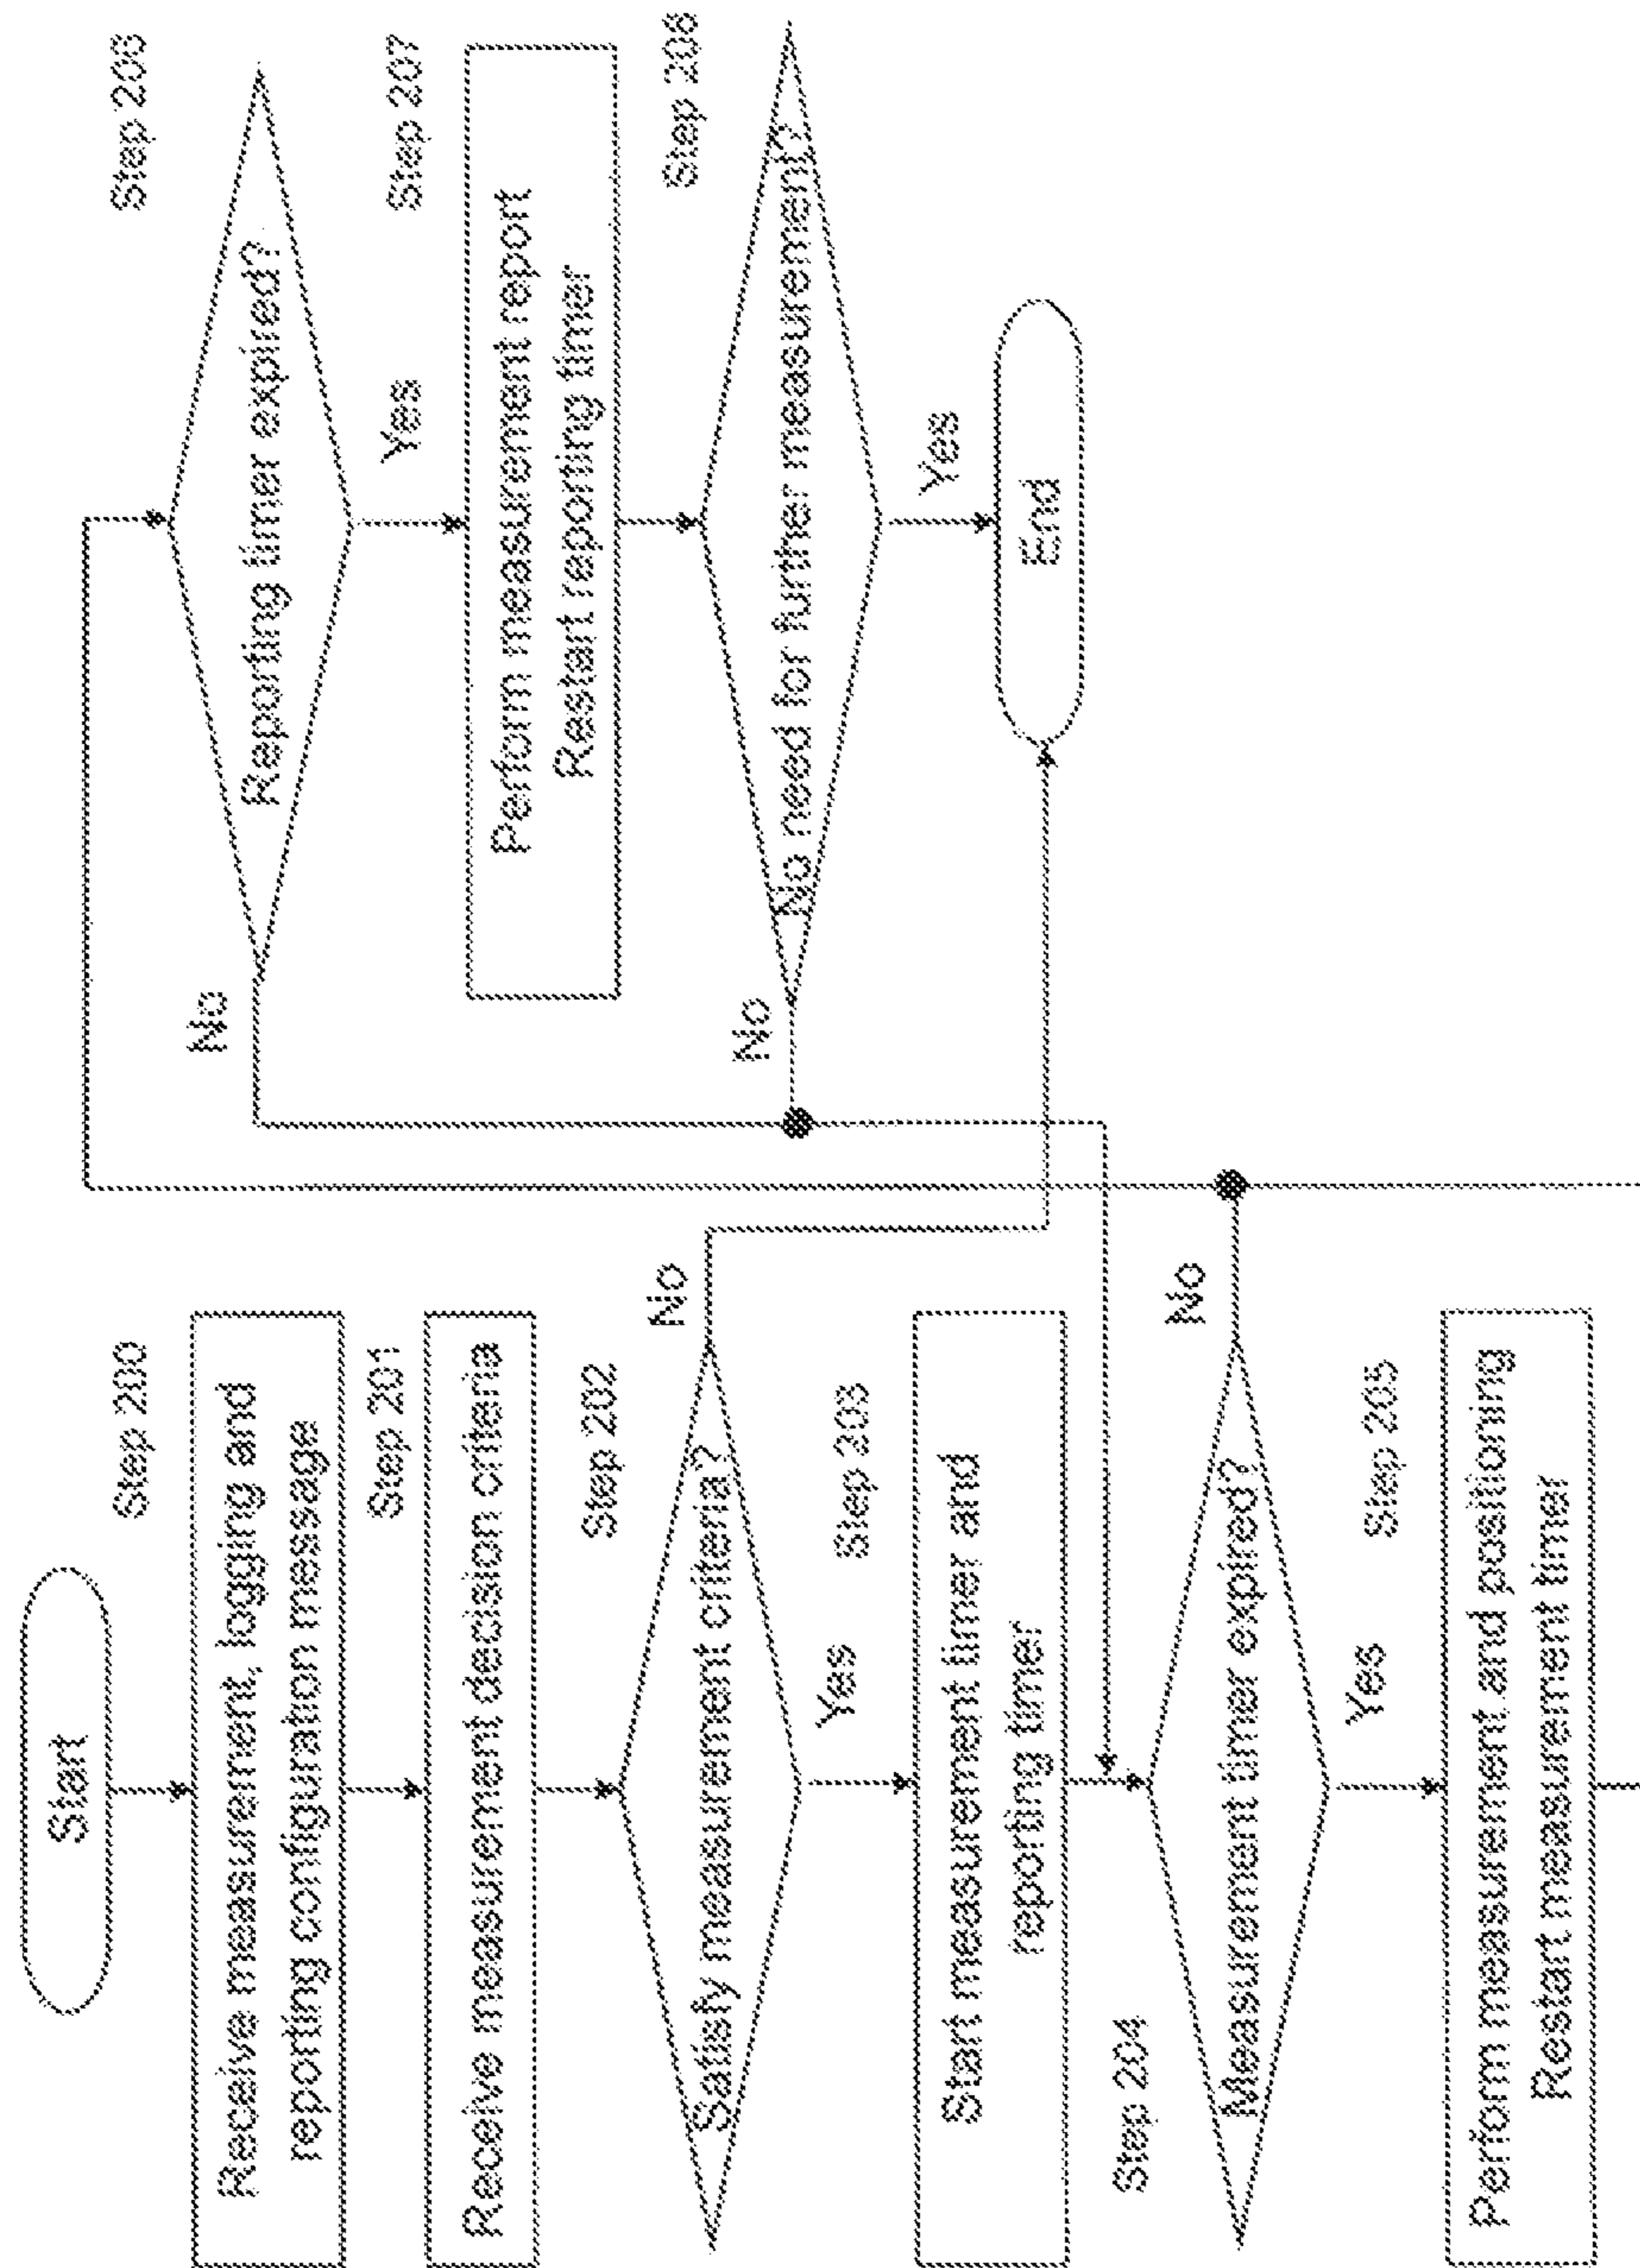 Start
Step 200
Receive measurement, logging and
reporting configuration message
Step 201
Receive measurement decision criteria
Step 202
Satisfy measurement criteria?
No
Yes
Step 203
Start measurement timer and
reporting timer
Step 204
Measurement timer expired?
No
Yes
Step 205
Perform measurement and positioning
Restart measurement timer
Step 206
Reporting timer expired?
No
Yes
Step 207
Perform measurement report
Restart reporting timer
Step 208
No need for further measurement?
No
Yes
End